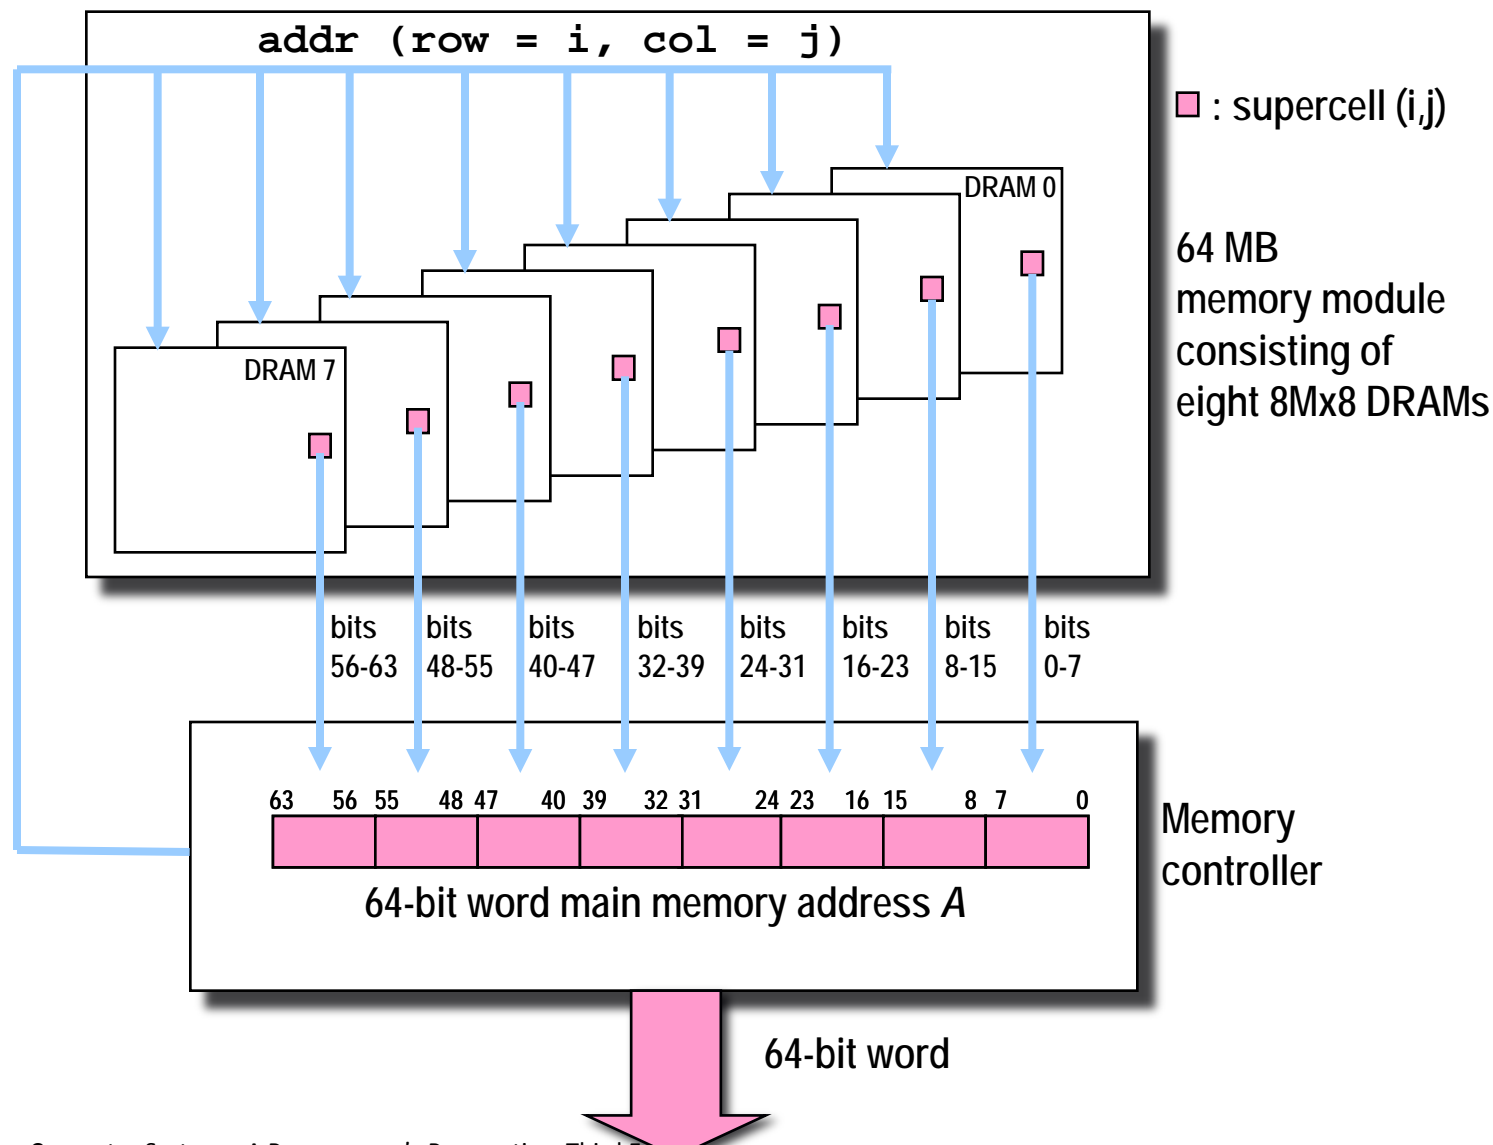 addr (row = i, col = j)
: supercell (i,j)
DRAM 0
64 MB
memory module
consisting of
eight 8Mx8 DRAMs
DRAM 7
bits
56-63
bits
48-55
bits
40-47
bits
32-39
bits
24-31
bits
16-23
bits
8-15
bits
0-7
63 56 55 48 47 40 39 32 31 24 23 16 15 8 7 0
Memory
controller
64-bit word main memory address A
64-bit word